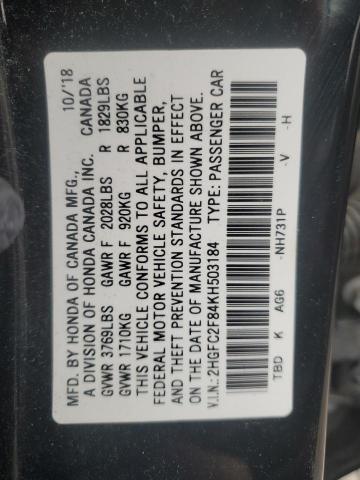 MFD. BY HONDA OF CANADA MFG., 10/'18
A DIVISION OF HONDA CANADA INC. CANADA
GVWR 3769LBS GAWR F 2028LBS R 1829LBS
GVWR 1710KG GAWR F 920KG R 830KG
THIS VEHICLE CONFORMS TO ALL APPLICABLE
FEDERAL MOTOR VEHICLE SAFETY, BUMPER,
AND THEFT PREVENTION STANDARDS IN EFFECT
ON THE DATE OF MANUFACTURE SHOWN ABOVE.
V.I.N.: 2HGFC2F84KH503184 TYPE: PASSENGER CAR
TBD K AG6 -NH731P -V -H